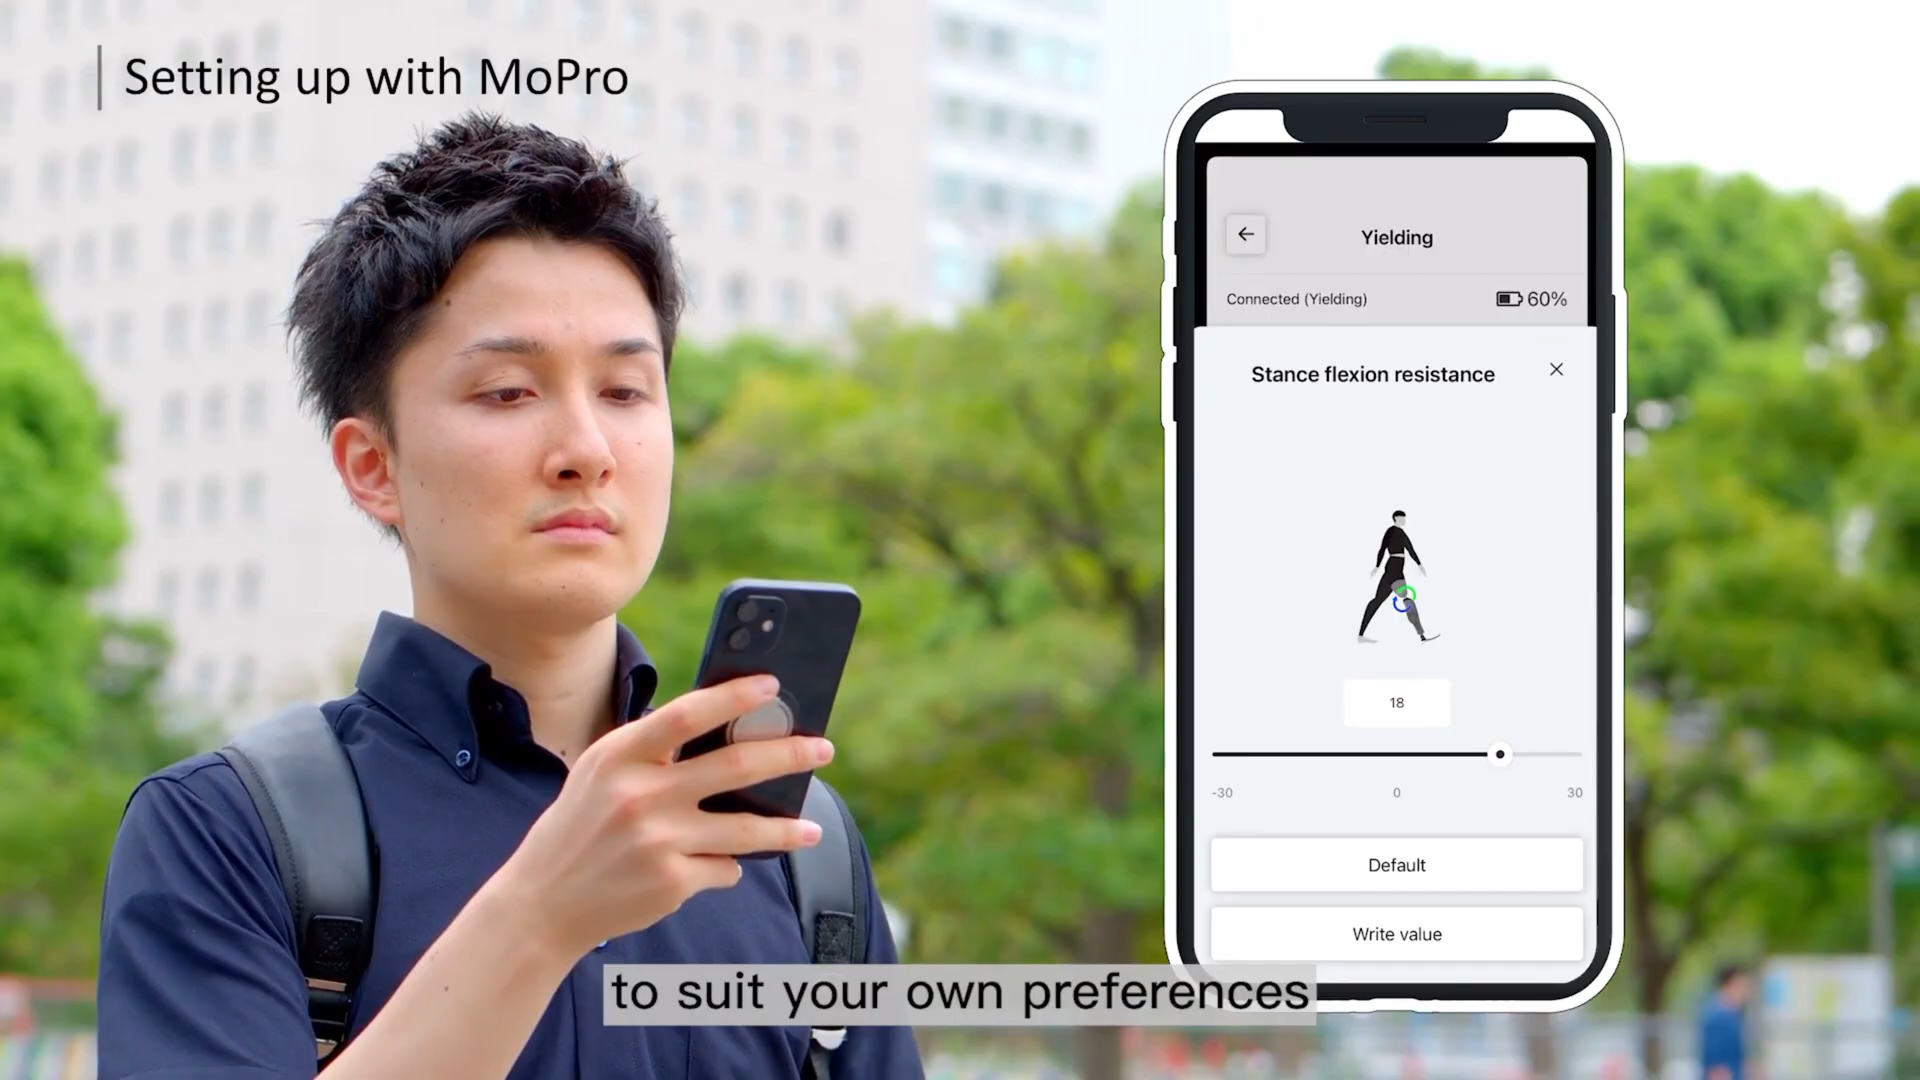 Setting up with MoPro
Yielding
Connected (Yielding)
60%
Stance flexion resistance
18
-30 0 30
Default
Write value
to suit your own preferences